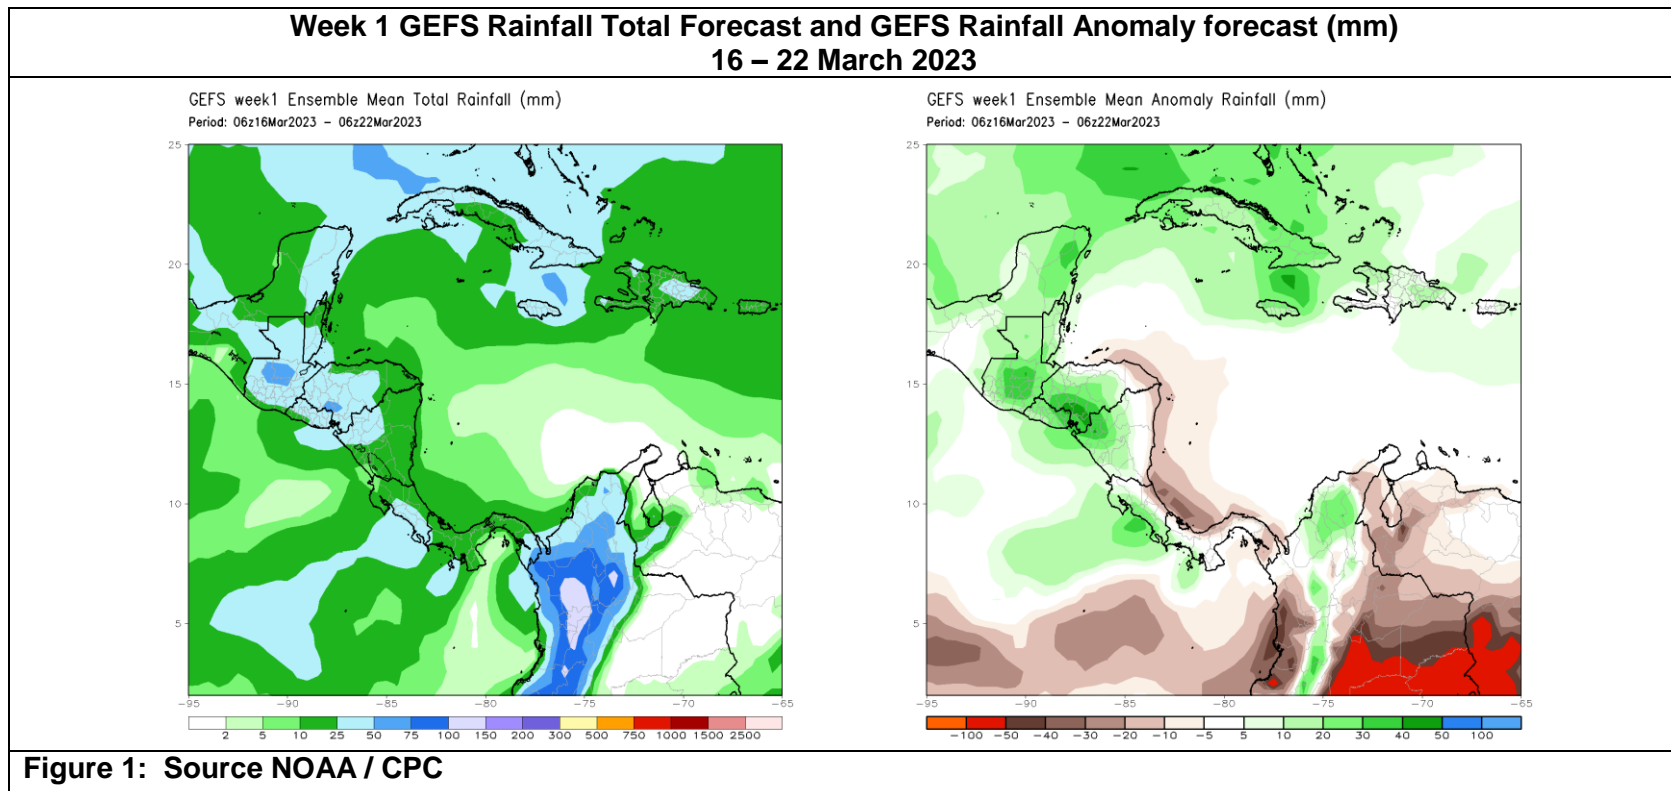 Week 1 GEFS Rainfall Total Forecast and GEFS Rainfall Anomaly forecast (mm)
16 – 22 March 2023
GEFS week1 Ensemble Mean Total Rainfall (mm)
Period: 06z16Mar2023 – 06z22Mar2023
25
20
15
10
5
−95 −90 −85 −80 −75 −70 −65
2 5 10 25 50 75 100 150 200 300 500 750 1000 1500 2500
GEFS week1 Ensemble Mean Anomaly Rainfall (mm)
Period: 06z16Mar2023 – 06z22Mar2023
25
20
15
10
5
−95 −90 −85 −80 −75 −70 −65
−100 −50 −40 −30 −20 −10 −5 5 10 20 30 40 50 100
Figure 1: Source NOAA / CPC